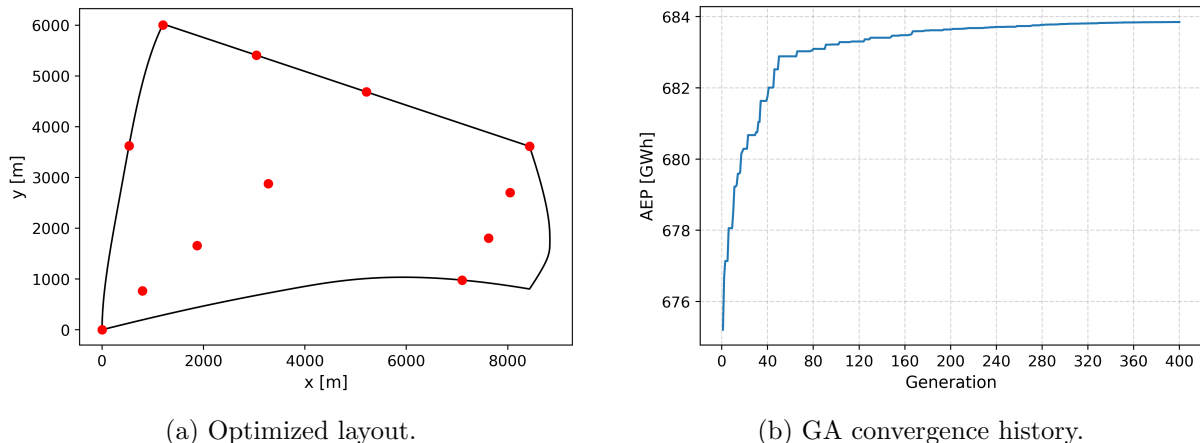 6000
5000
4000
3000
2000
1000
0
y [m]
0 2000 4000 6000 8000
x [m]
(a) Optimized layout.
684
682
680
678
676
AEP [GWh]
0 40 80 120 160 200 240 280 320 360 400
Generation
(b) GA convergence history.